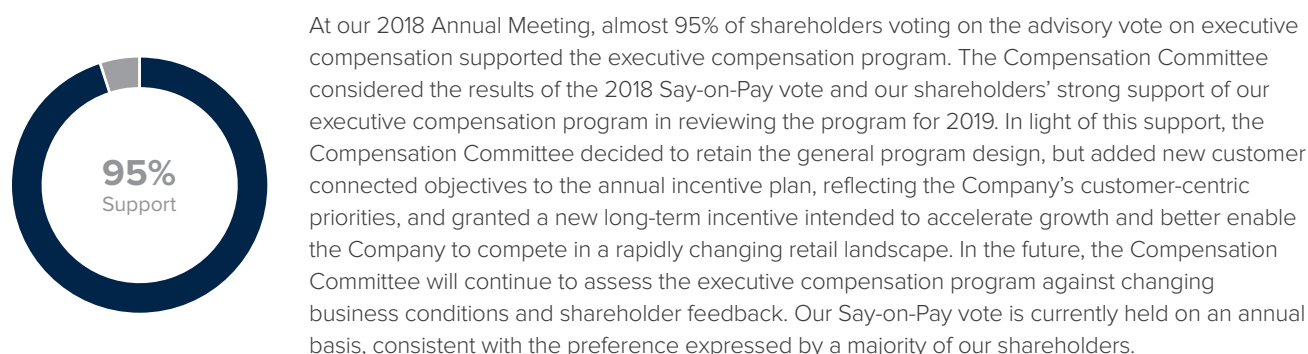 95%
Support
At our 2018 Annual Meeting, almost 95% of shareholders voting on the advisory vote on executive
compensation supported the executive compensation program. The Compensation Committee
considered the results of the 2018 Say-on-Pay vote and our shareholders’ strong support of our
executive compensation program in reviewing the program for 2019. In light of this support, the
Compensation Committee decided to retain the general program design, but added new customer
connected objectives to the annual incentive plan, reflecting the Company’s customer-centric
priorities, and granted a new long-term incentive intended to accelerate growth and better enable
the Company to compete in a rapidly changing retail landscape. In the future, the Compensation
Committee will continue to assess the executive compensation program against changing
business conditions and shareholder feedback. Our Say-on-Pay vote is currently held on an annual
basis, consistent with the preference expressed by a majority of our shareholders.